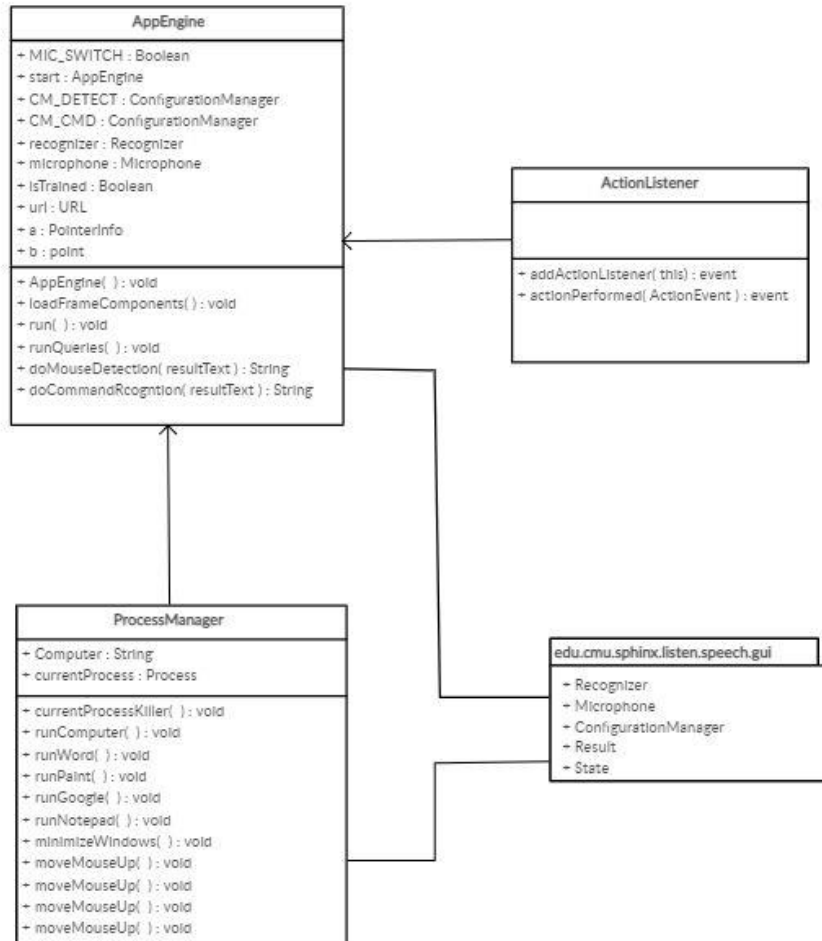 AppEngine
+ MIC_SWITCH : Boolean
+ start : AppEngine
+ CM_DETECT : ConfigurationManager
+ CM_CMD : ConfigurationManager
+ recognizer : Recognizer
+ microphone : Microphone
+ isTrained : Boolean
+ url : URL
+ a : PointerInfo
+ b : point
+ AppEngine( ) : void
+ loadFrameComponents( ) : void
+ run( ) : void
+ runQueries( ) : void
+ doMouseDetection( resultText ) : String
+ doCommandRcogntion( resultText ) : String
ActionListener
+ addActionListener( this) : event
+ actionPerformed( ActionEvent ) : event
ProcessManager
+ Computer : String
+ currentProcess : Process
+ currentProcessKiller( ) : void
+ runComputer( ) : void
+ runWord( ) : void
+ runPaint( ) : void
+ runGoogle( ) : void
+ runNotepad( ) : void
+ minimizeWindows( ) : void
+ moveMouseUp( ) : void
+ moveMouseUp( ) : void
+ moveMouseUp( ) : void
+ moveMouseUp( ) : void
edu.cmu.sphinx.listen.speech.gui
+ Recognizer
+ Microphone
+ ConfigurationManager
+ Result
+ State